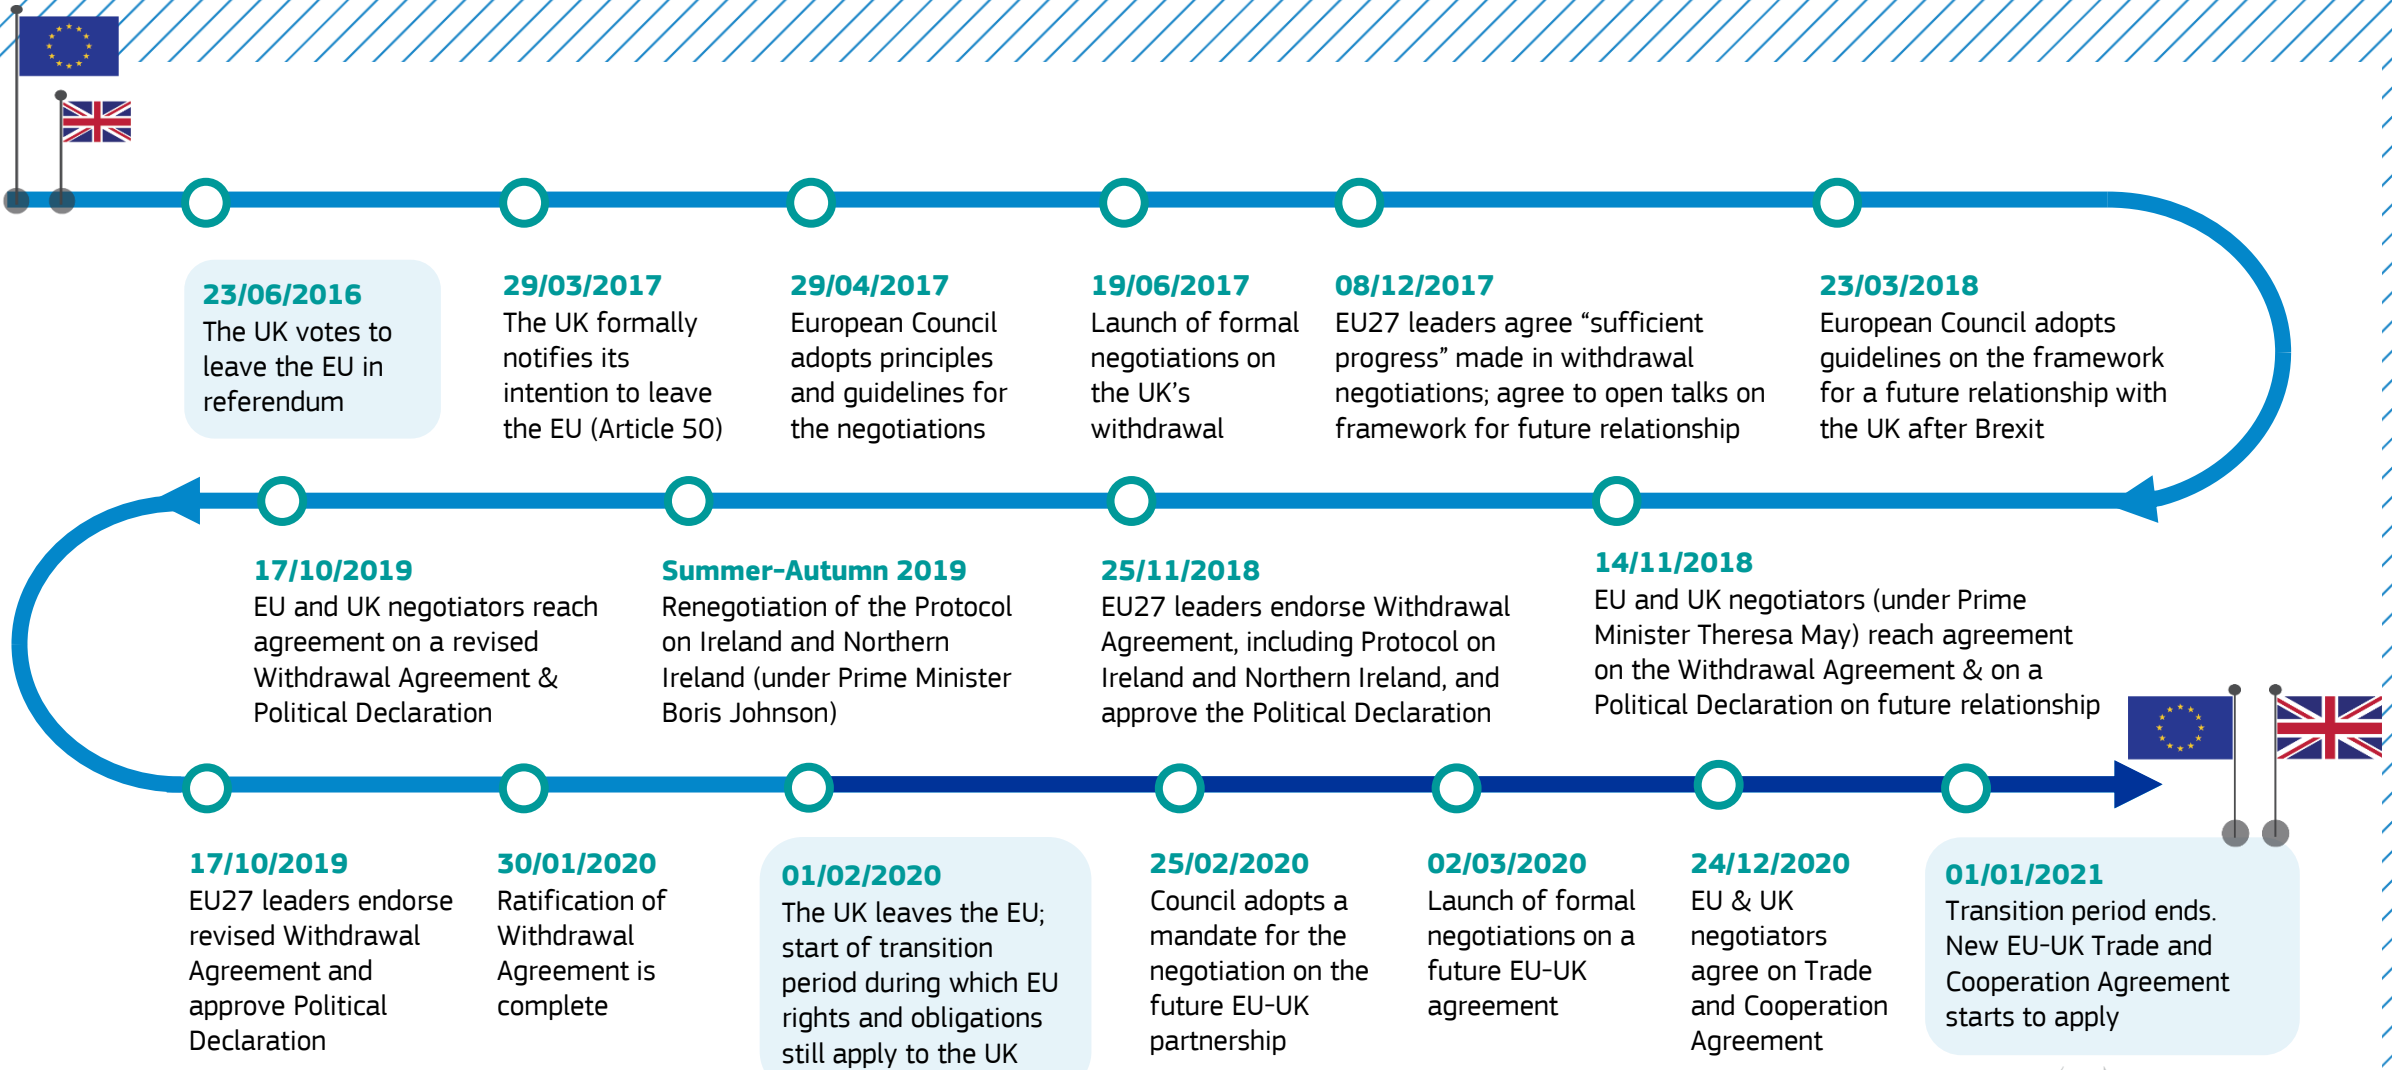 23/06/2016
The UK votes to
leave the EU in
referendum
29/03/2017
The UK formally
notifies its
intention to leave
the EU (Article 50)
29/04/2017
European Council
adopts principles
and guidelines for
the negotiations
19/06/2017
Launch of formal
negotiations on
the UK’s
withdrawal
08/12/2017
EU27 leaders agree “sufficient
progress” made in withdrawal
negotiations; agree to open talks on
framework for future relationship
23/03/2018
European Council adopts
guidelines on the framework
for a future relationship with
the UK after Brexit
14/11/2018
EU and UK negotiators (under Prime
Minister Theresa May) reach agreement
on the Withdrawal Agreement & on a
Political Declaration on future relationship
25/11/2018
EU27 leaders endorse Withdrawal
Agreement, including Protocol on
Ireland and Northern Ireland, and
approve the Political Declaration
Summer-Autumn 2019
Renegotiation of the Protocol
on Ireland and Northern
Ireland (under Prime Minister
Boris Johnson)
17/10/2019
EU and UK negotiators reach
agreement on a revised
Withdrawal Agreement &
Political Declaration
17/10/2019
EU27 leaders endorse
revised Withdrawal
Agreement and
approve Political
Declaration
30/01/2020
Ratification of
Withdrawal
Agreement is
complete
01/02/2020
The UK leaves the EU;
start of transition
period during which EU
rights and obligations
still apply to the UK
25/02/2020
Council adopts a
mandate for the
negotiation on the
future EU-UK
partnership
02/03/2020
Launch of formal
negotiations on a
future EU-UK
agreement
24/12/2020
EU & UK
negotiators
agree on Trade
and Cooperation
Agreement
01/01/2021
Transition period ends.
New EU-UK Trade and
Cooperation Agreement
starts to apply